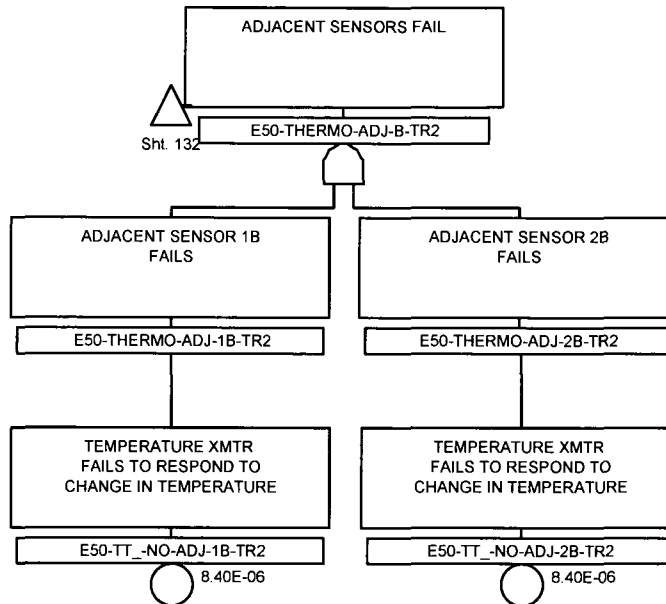 ADJACENT SENSORS FAIL
Sht. 132
E50-THERMO-ADJ-B-TR2
ADJACENT SENSOR 1B
FAILS
ADJACENT SENSOR 2B
FAILS
E50-THERMO-ADJ-1B-TR2
E50-THERMO-ADJ-2B-TR2
TEMPERATURE XMTR
FAILS TO RESPOND TO
CHANGE IN TEMPERATURE
TEMPERATURE XMTR
FAILS TO RESPOND TO
CHANGE IN TEMPERATURE
E50-TT_-NO-ADJ-1B-TR2
8.40E-06
E50-TT_-NO-ADJ-2B-TR2
8.40E-06